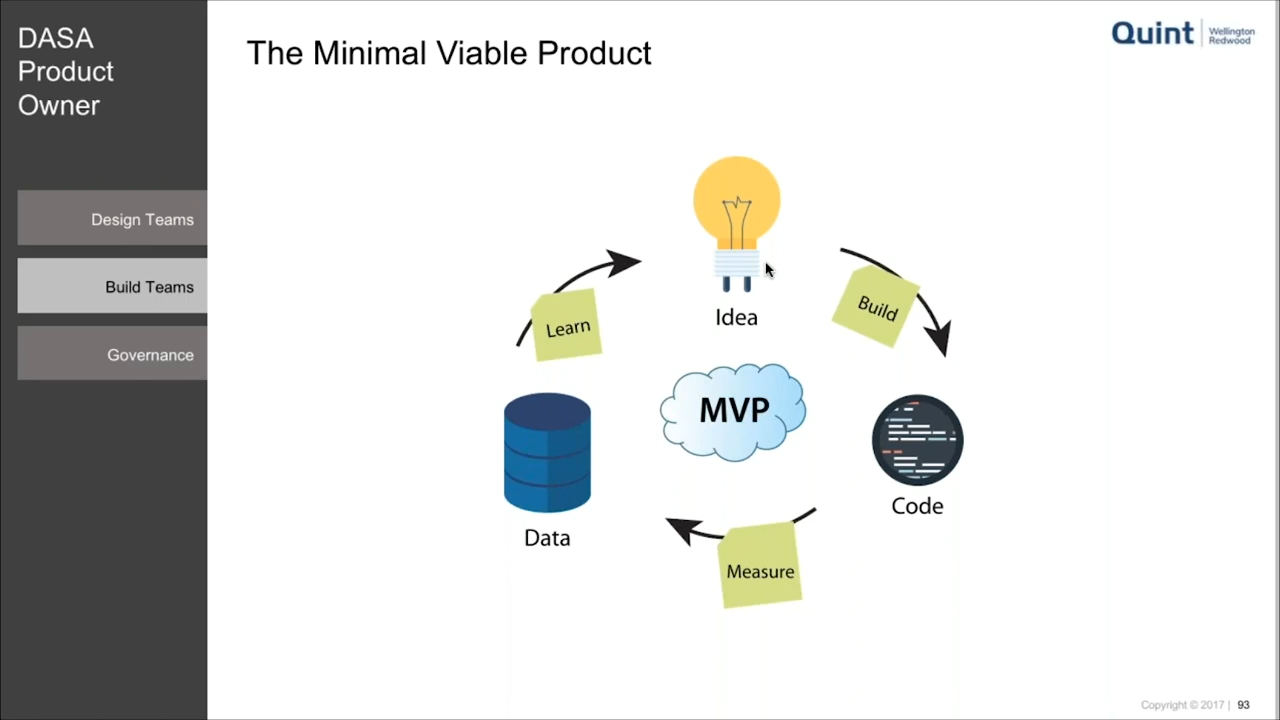 DASA
Product
Owner
Design Teams
Build Teams
Governance
The Minimal Viable Product
Quint
Wellington
Redwood
Idea
Build
Learn
MVP
Code
Data
Measure
Copyright © 2017 | 93